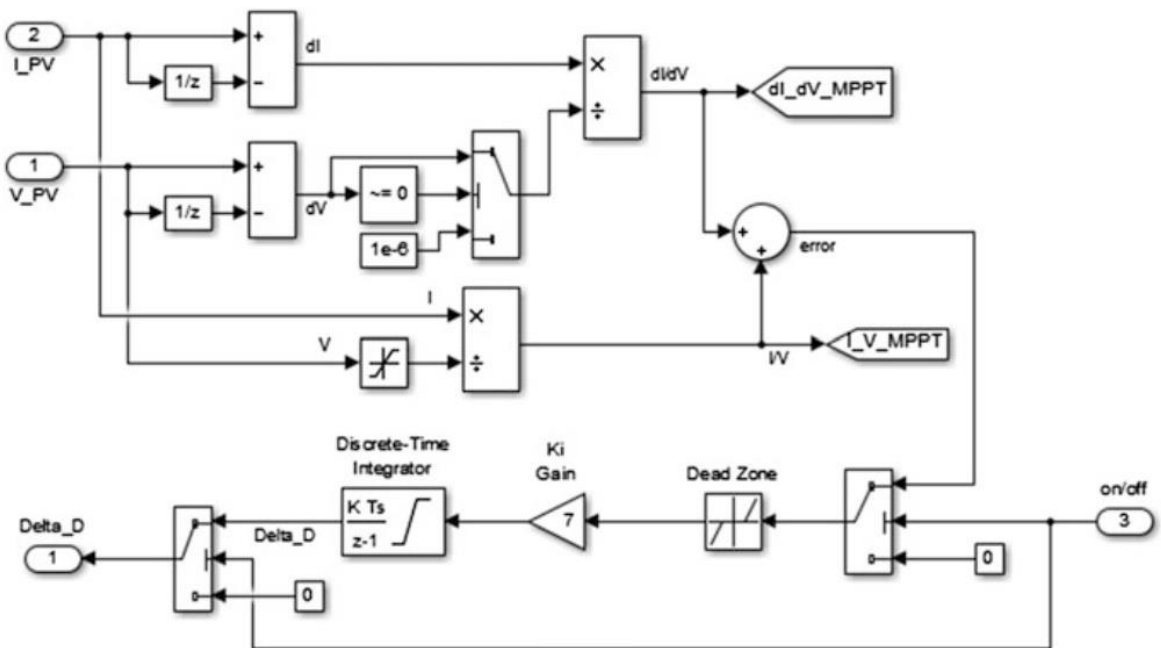 2
I_PV
+
−
dI
1/z
×
÷
dI/dV
dI_dV_MPPT
1
V_PV
+
−
dV
1/z
~= 0
1e-6
+
+
error
I
×
V
÷
I/V
I_V_MPPT
Discrete-Time
Integrator
K Ts
z-1
Ki
Gain
7
Dead Zone
on/off
3
0
Delta_D
1
Delta_D
0